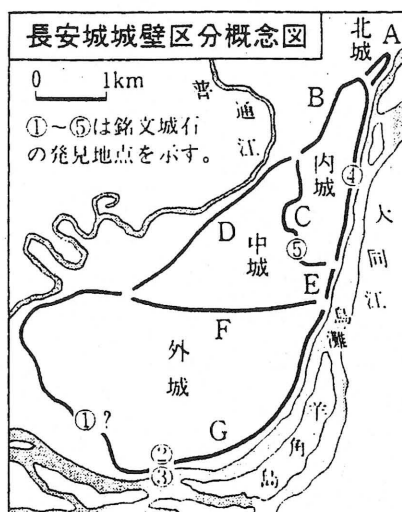 長安城城壁区分概念図
0 1km
①～⑤は銘文城石
の発見地点を示す。
北城
A
B
普通江
内城
④
C
⑤
D
中城
E
大同江
F
烏灘
外城
羊角島
①?
G
②
③